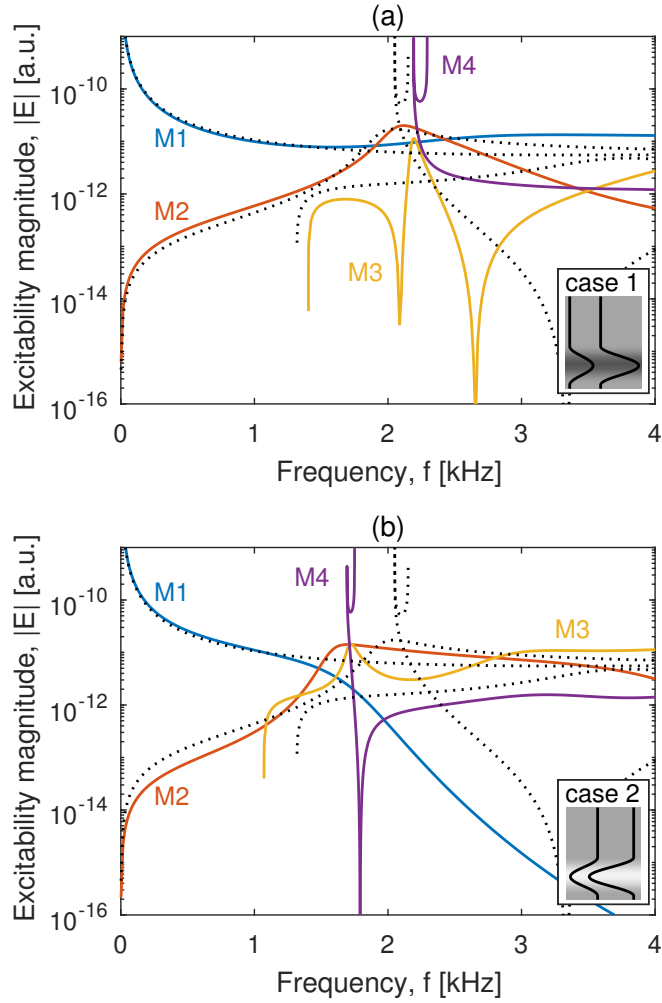 (a)
Excitability magnitude, |E| [a.u.]
10^-10
10^-12
10^-14
10^-16
M1
M2
M3
M4
case 1
0 1 2 3 4
Frequency, f [kHz]
(b)
Excitability magnitude, |E| [a.u.]
10^-10
10^-12
10^-14
10^-16
M4
M1
M3
M2
case 2
0 1 2 3 4
Frequency, f [kHz]